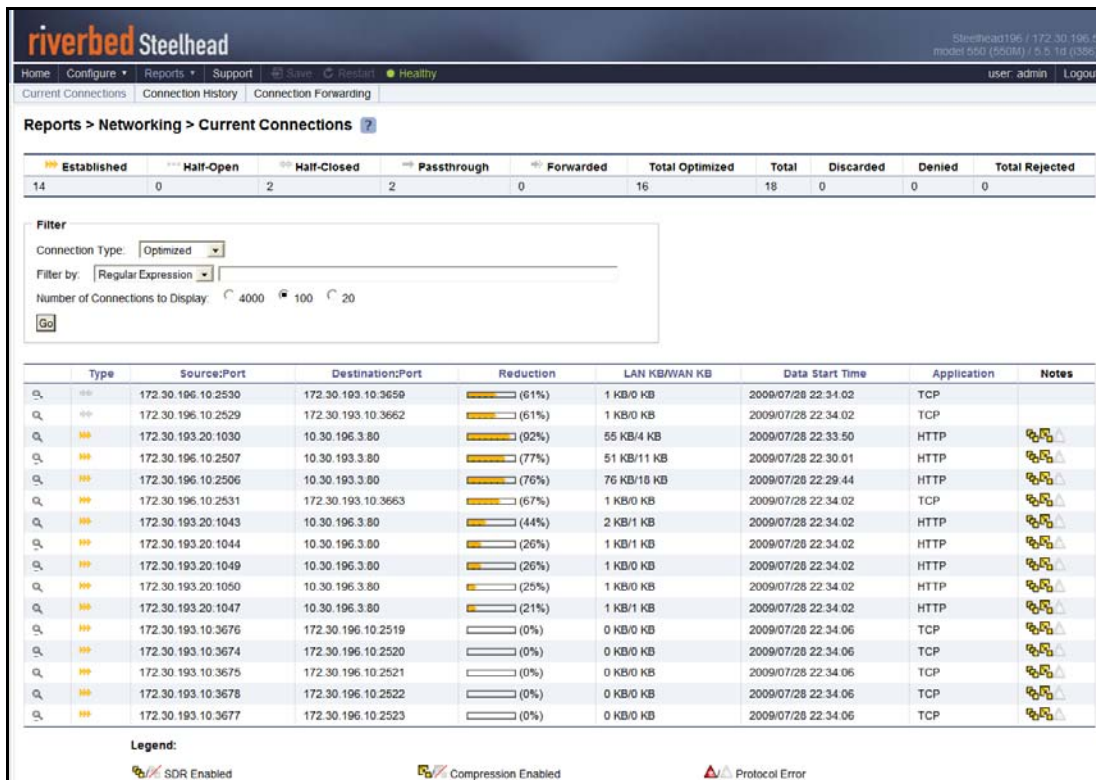 riverbed Steelhead
Steelhead196 / 172.30.196.5
model 550 (550M) / 5.5.1d (i386
Home Configure Reports Support Save Restart Healthy user: admin Logou
Current Connections Connection History Connection Forwarding
Reports > Networking > Current Connections ?
Established Half-Open Half-Closed Passthrough Forwarded Total Optimized Total Discarded Denied Total Rejected
14 0 2 2 0 16 18 0 0 0
Filter
Connection Type: Optimized
Filter by: Regular Expression
Number of Connections to Display: 4000 100 20
Go
Type Source:Port Destination:Port Reduction LAN KB/WAN KB Data Start Time Application Notes
172.30.196.10:2530 172.30.193.10:3659 (61%) 1 KB/0 KB 2009/07/28 22:34:02 TCP
172.30.196.10:2529 172.30.193.10:3662 (61%) 1 KB/0 KB 2009/07/28 22:34:02 TCP
172.30.193.20:1030 10.30.196.3:80 (92%) 55 KB/4 KB 2009/07/28 22:33:50 HTTP
172.30.196.10:2507 10.30.193.3:80 (77%) 51 KB/11 KB 2009/07/28 22:30:01 HTTP
172.30.196.10:2506 10.30.193.3:80 (76%) 76 KB/18 KB 2009/07/28 22:29:44 HTTP
172.30.196.10:2531 172.30.193.10:3663 (67%) 1 KB/0 KB 2009/07/28 22:34:02 TCP
172.30.193.20:1043 10.30.196.3:80 (44%) 2 KB/1 KB 2009/07/28 22:34:02 HTTP
172.30.193.20:1044 10.30.196.3:80 (26%) 1 KB/1 KB 2009/07/28 22:34:02 HTTP
172.30.193.20:1049 10.30.196.3:80 (26%) 1 KB/0 KB 2009/07/28 22:34:02 HTTP
172.30.193.20:1050 10.30.196.3:80 (25%) 1 KB/0 KB 2009/07/28 22:34:02 HTTP
172.30.193.20:1047 10.30.196.3:80 (21%) 1 KB/1 KB 2009/07/28 22:34:02 HTTP
172.30.193.10:3676 172.30.196.10:2519 (0%) 0 KB/0 KB 2009/07/28 22:34:06 TCP
172.30.193.10:3674 172.30.196.10:2520 (0%) 0 KB/0 KB 2009/07/28 22:34:06 TCP
172.30.193.10:3675 172.30.196.10:2521 (0%) 0 KB/0 KB 2009/07/28 22:34:06 TCP
172.30.193.10:3678 172.30.196.10:2522 (0%) 0 KB/0 KB 2009/07/28 22:34:06 TCP
172.30.193.10:3677 172.30.196.10:2523 (0%) 0 KB/0 KB 2009/07/28 22:34:06 TCP
Legend:
SDR Enabled Compression Enabled Protocol Error